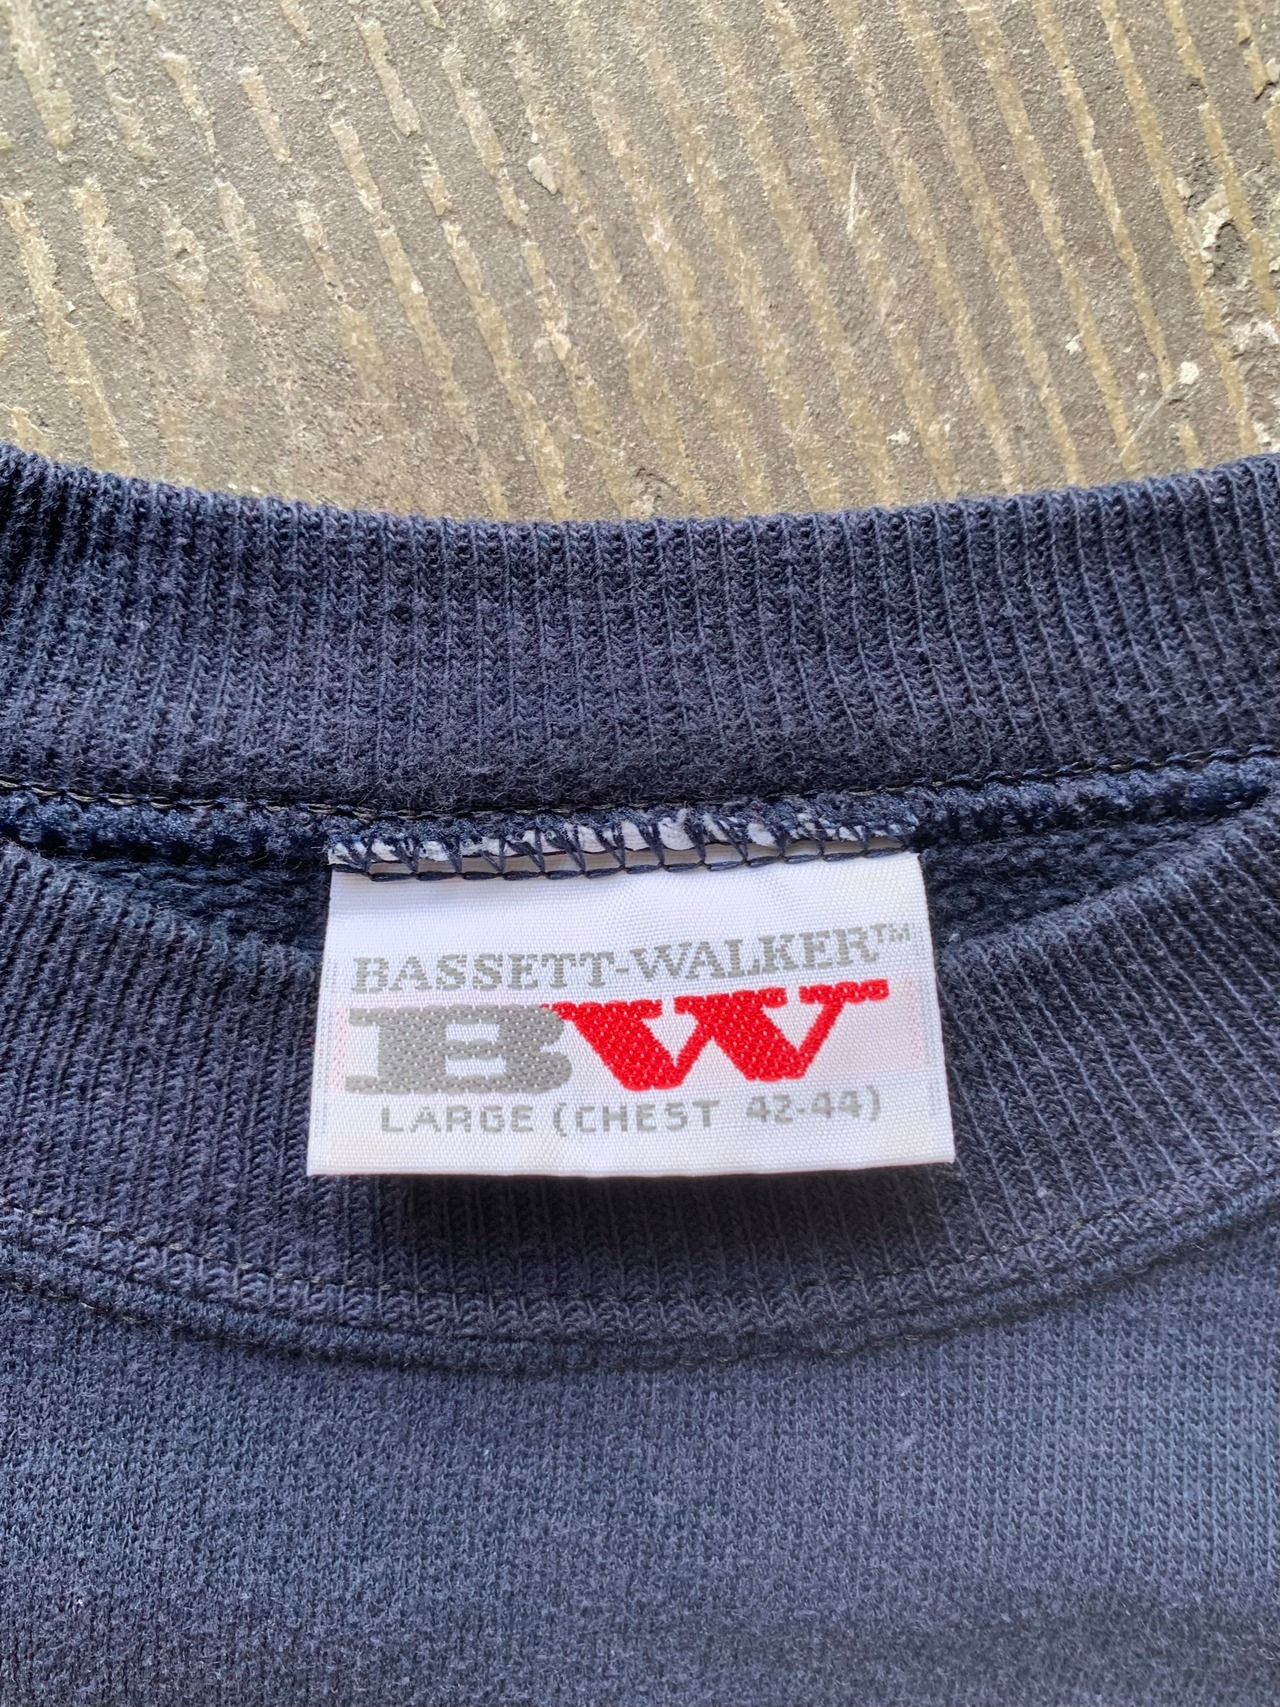 BASSETT-WALKER™
BW
LARGE (CHEST 42-44)